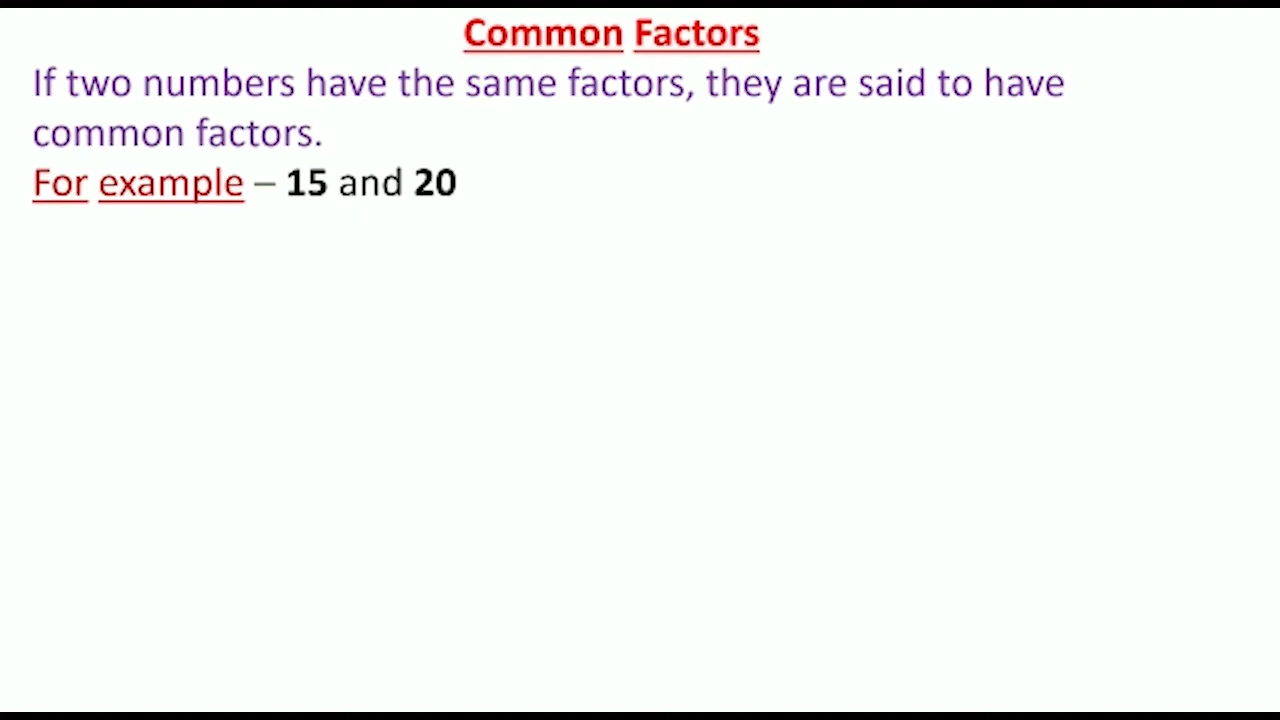 Common Factors
If two numbers have the same factors, they are said to have
common factors.
For example – 15 and 20